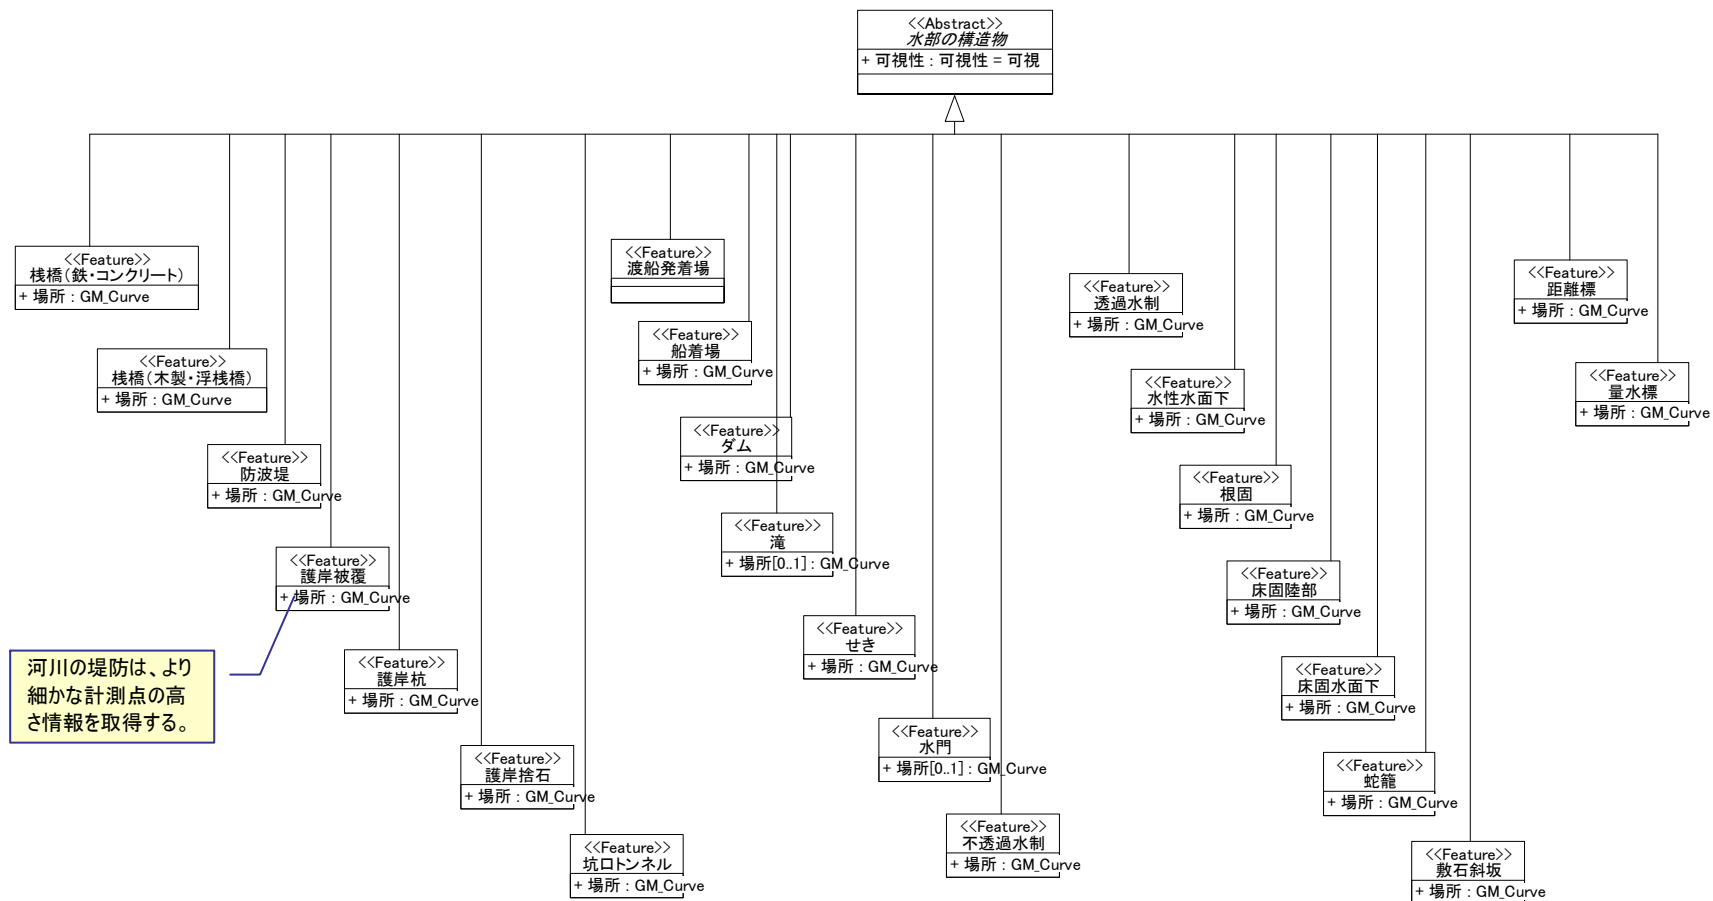 <<Abstract>>
水部の構造物
+ 可視性 : 可視性 = 可視
<<Feature>>
桟橋(鉄・コンクリート)
+ 場所 : GM_Curve
<<Feature>>
桟橋(木製・浮桟橋)
+ 場所 : GM_Curve
<<Feature>>
防波堤
+ 場所 : GM_Curve
<<Feature>>
護岸被覆
+ 場所 : GM_Curve
河川の堤防は、より
細かな計測点の高
さ情報を取得する。
<<Feature>>
護岸杭
+ 場所 : GM_Curve
<<Feature>>
護岸捨石
+ 場所 : GM_Curve
<<Feature>>
坑口トンネル
+ 場所 : GM_Curve
<<Feature>>
渡船発着場
<<Feature>>
船着場
+ 場所 : GM_Curve
<<Feature>>
ダム
+ 場所 : GM_Curve
<<Feature>>
滝
+ 場所[0..1] : GM_Curve
<<Feature>>
せき
+ 場所 : GM_Curve
<<Feature>>
水門
+ 場所[0..1] : GM_Curve
<<Feature>>
不透過水制
+ 場所 : GM_Curve
<<Feature>>
透過水制
+ 場所 : GM_Curve
<<Feature>>
水性水面下
+ 場所 : GM_Curve
<<Feature>>
根固
+ 場所 : GM_Curve
<<Feature>>
床固陸部
+ 場所 : GM_Curve
<<Feature>>
床固水面下
+ 場所 : GM_Curve
<<Feature>>
蛇籠
+ 場所 : GM_Curve
<<Feature>>
敷石斜坂
+ 場所 : GM_Curve
<<Feature>>
距離標
+ 場所 : GM_Curve
<<Feature>>
量水標
+ 場所 : GM_Curve